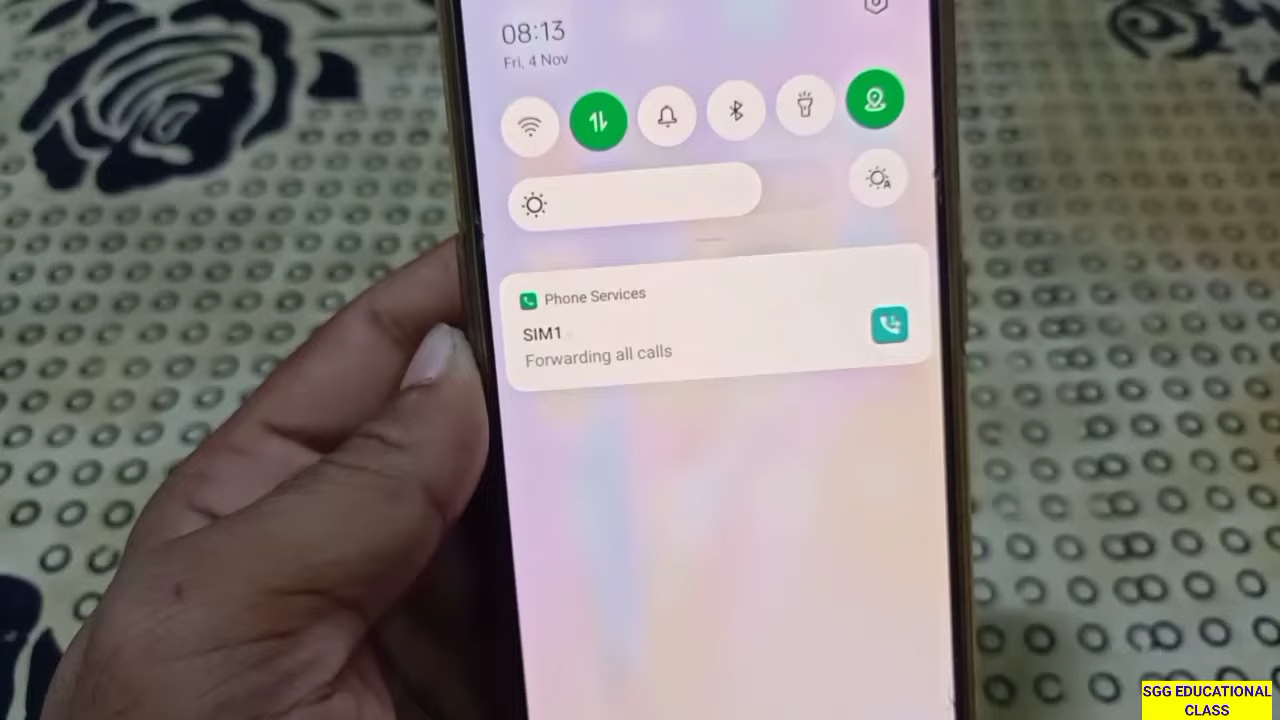 08:13
Fri, 4 Nov
Phone Services
SIM1
Forwarding all calls
SGG EDUCATIONAL
CLASS